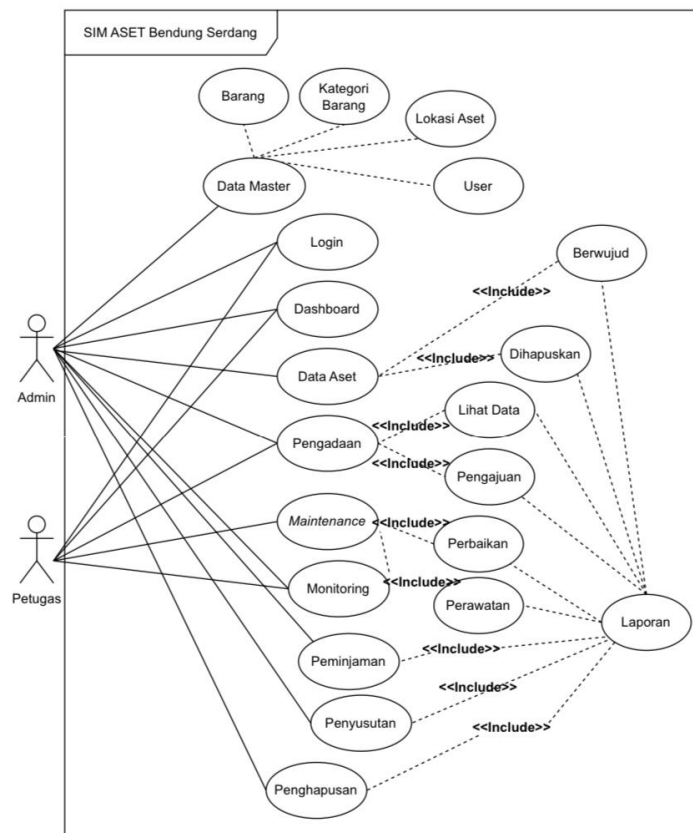 SIM ASET Bendung Serdang
Barang
Kategori
Barang
Lokasi Aset
Data Master
User
Login
Berwujud
<<Include>>
Dashboard
Dihapuskan
<<Include>>
Admin
Data Aset
Lihat Data
<<Include>>
Pengadaan
<<Include>>
Pengajuan
Maintenance
<<Include>>
Perbaikan
Petugas
Monitoring
<<Include>>
Perawatan
Laporan
Peminjaman
<<Include>>
Penyusutan
<<Include>>
<<Include>>
Penghapusan